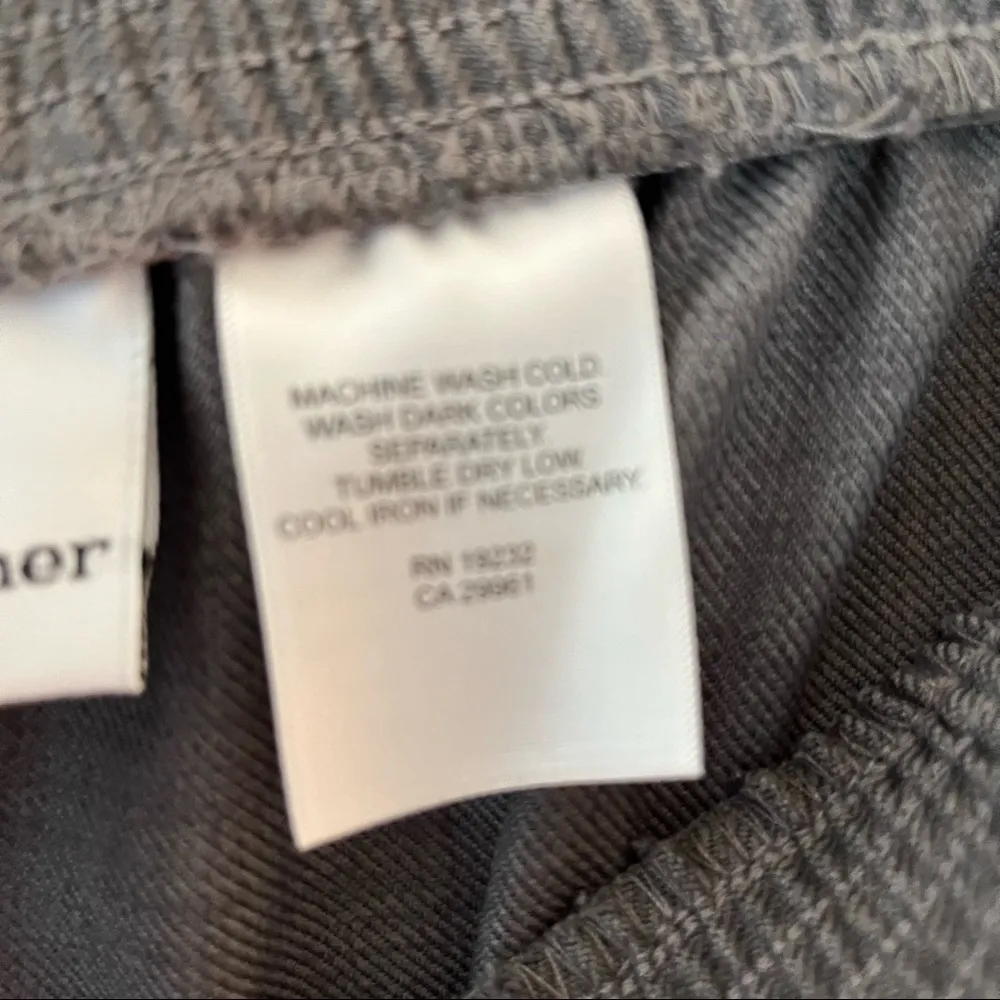 ner
MACHINE WASH COLD.
WASH DARK COLORS
SEPARATELY.
TUMBLE DRY LOW
COOL IRON IF NECESSARY.
RN 19232
CA 29961